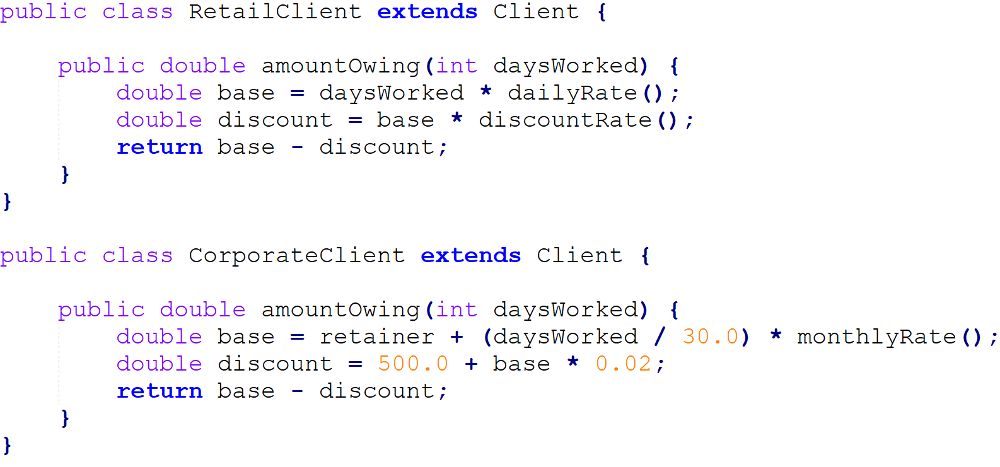 public class RetailClient extends Client {
public double amountOwing(int daysWorked) {
double base = daysWorked * dailyRate();
double discount = base * discountRate();
return base - discount;
}
}
public class CorporateClient extends Client {
public double amountOwing(int daysWorked) {
double base = retainer + (daysWorked / 30.0) * monthlyRate();
double discount = 500.0 + base * 0.02;
return base - discount;
}
}